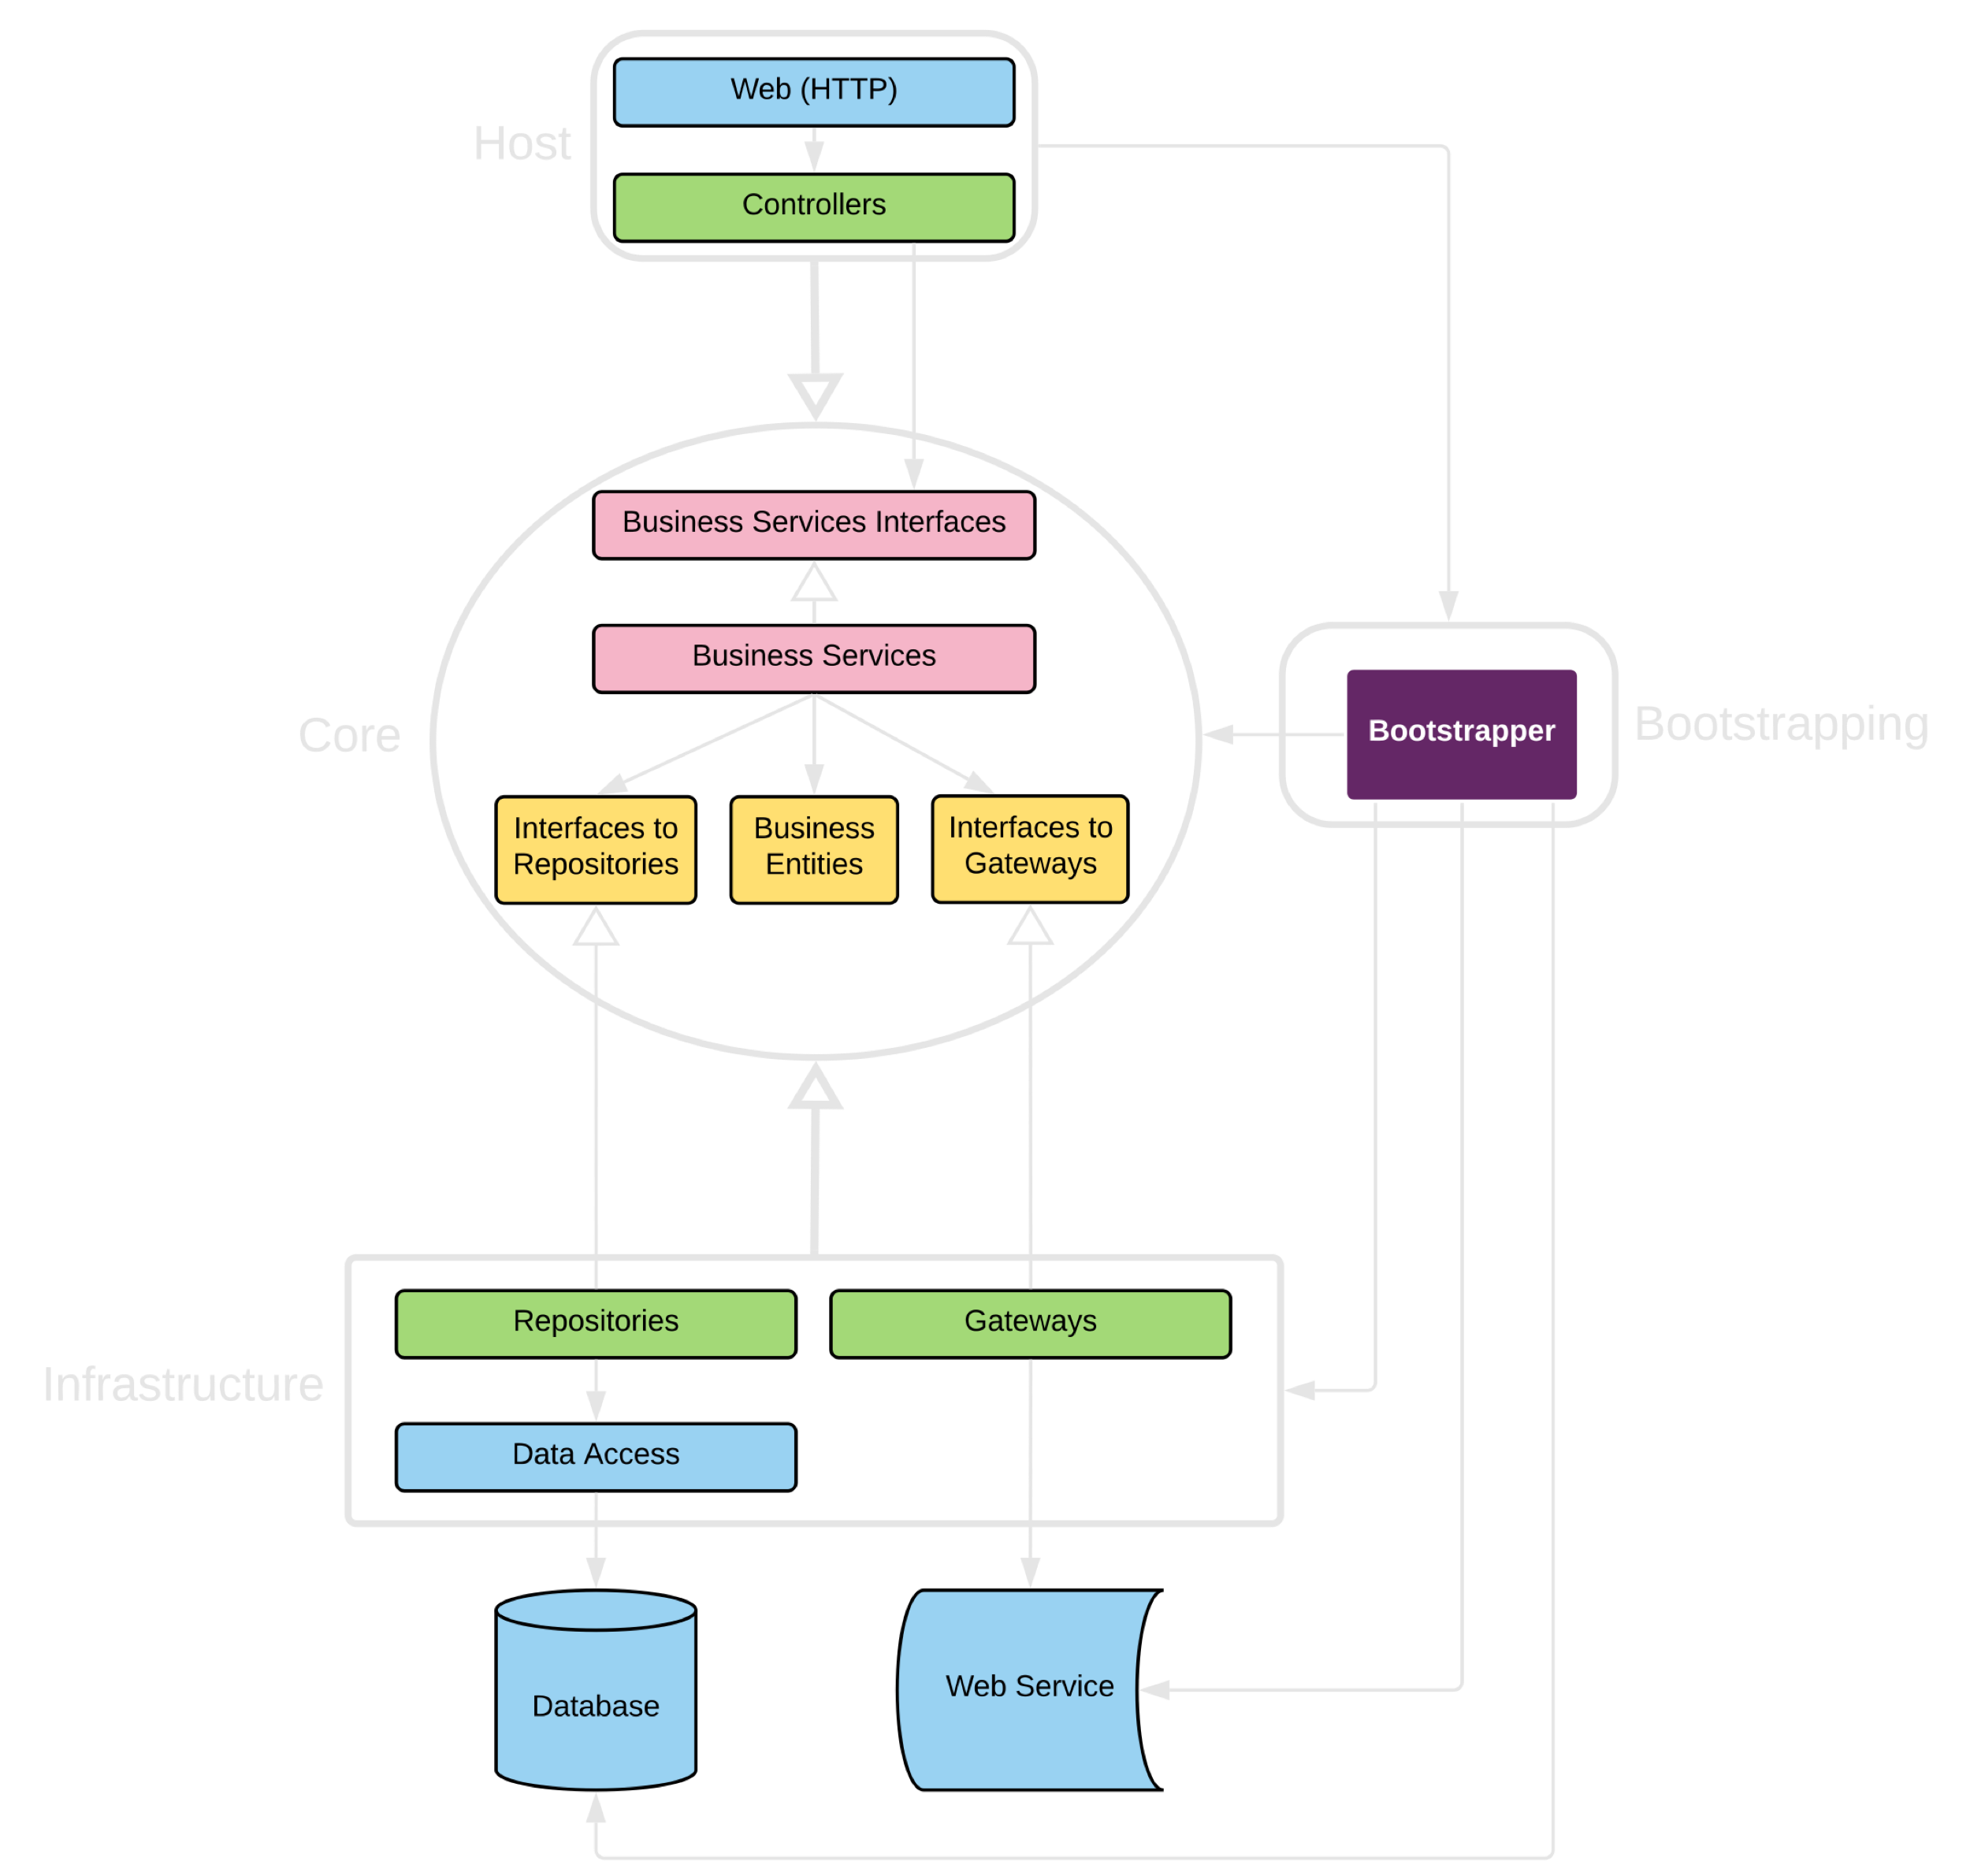 Web (HTTP)
Host
Controllers
Business Services Interfaces
Business Services
Core
Bootstrapper
Bootstrapping
Interfaces to
Repositories
Business
Entities
Interfaces to
Gateways
Repositories
Gateways
Infrastructure
Data Access
Database
Web Service